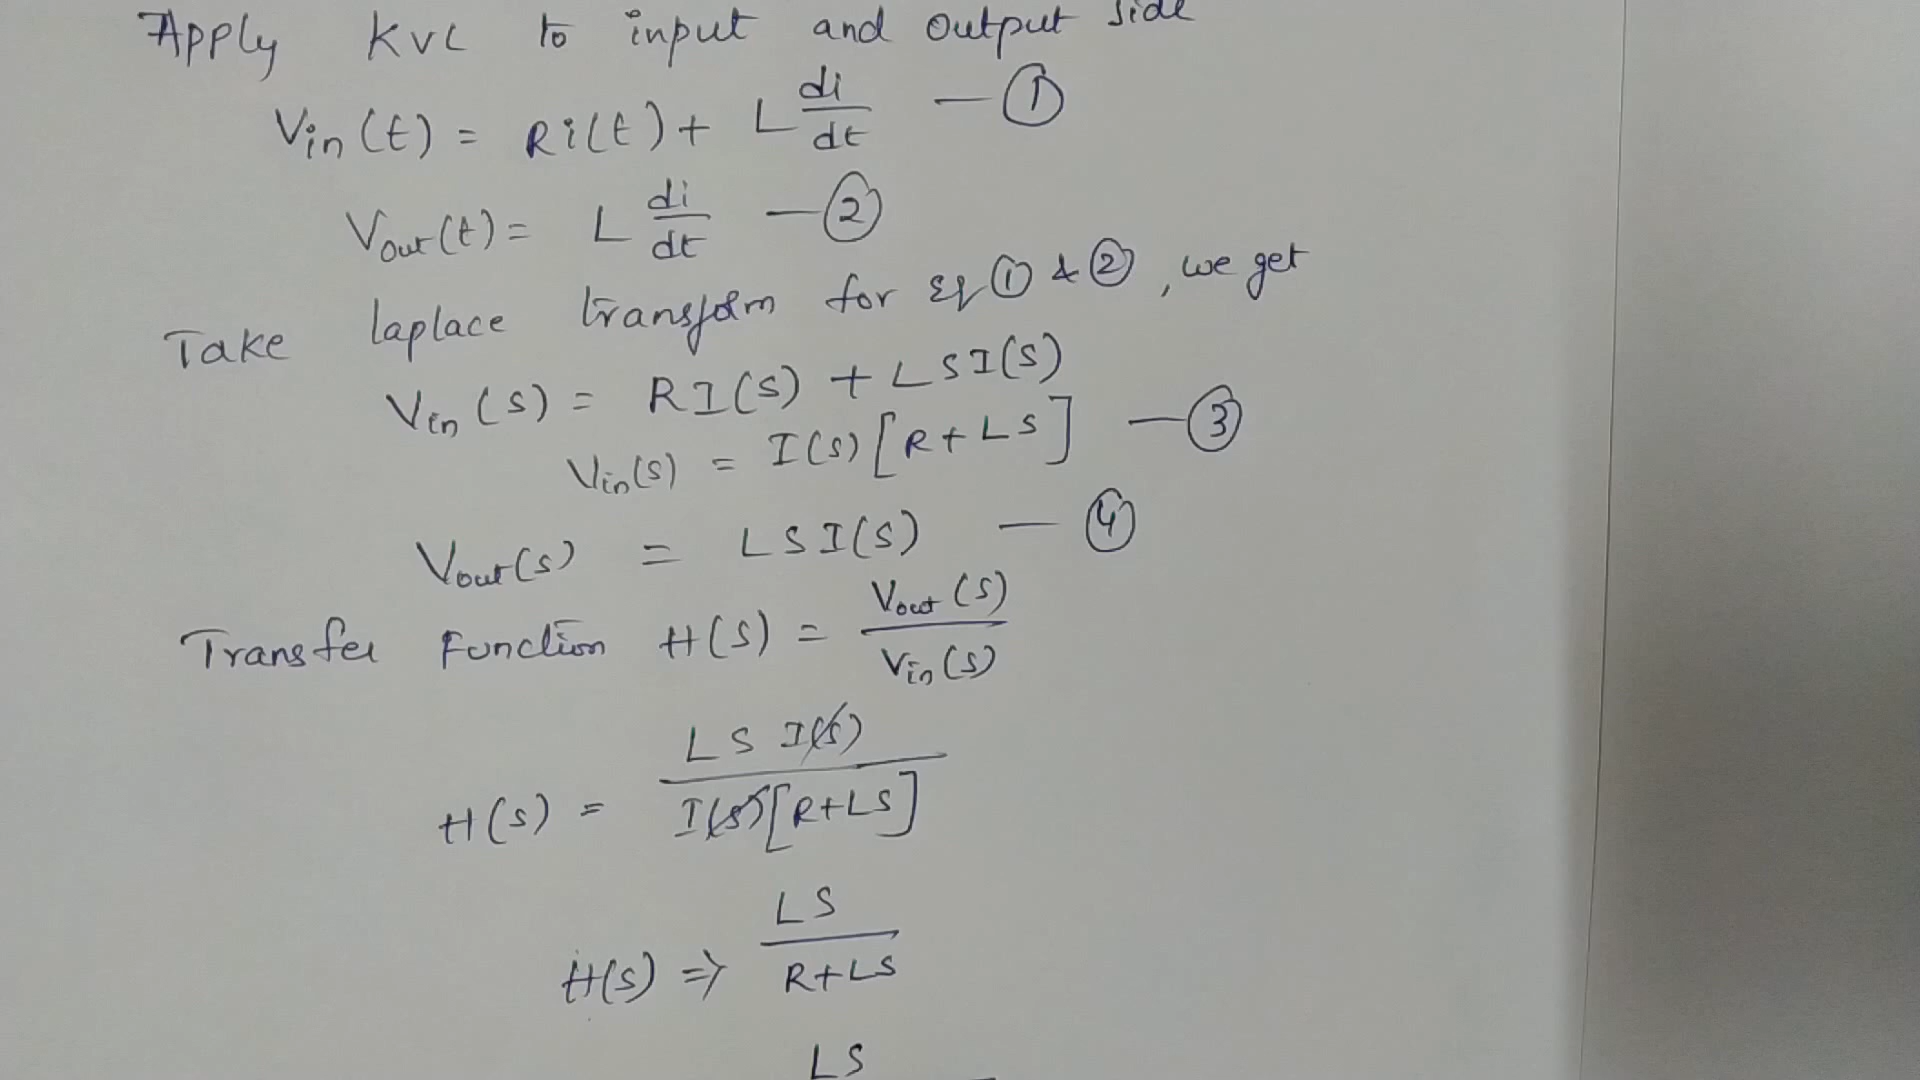 Apply KVL to input and output side
Vin(t) = Ri(t) + L di/dt — ①
Vout(t) = L di/dt — ②
Take laplace transform for eq ① & ②, we get
Vin(s) = RI(s) + LSI(s)
Vin(s) = I(s)[R+LS] — ③
Vout(s) = LSI(s) — ④
Transfer Function H(s) = Vout(s)/Vin(s)
H(s) = LS I(s)/I(s)[R+LS]
H(s) ⇒ LS/R+LS
LS